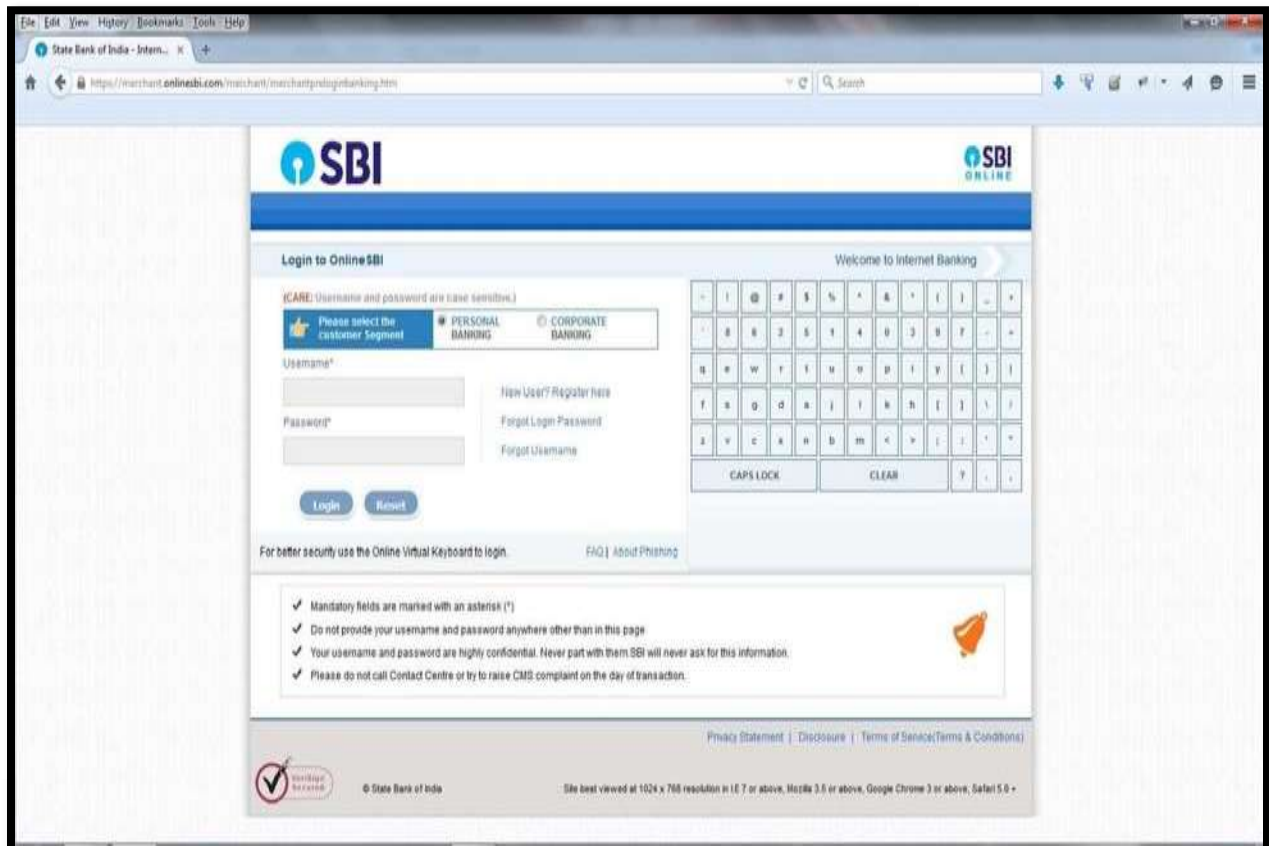 File Edit View History Bookmarks Tools Help
State Bank of India - Intern... × +
https://merchant.onlinesbi.com/merchant/merchantprelogin Search
SBI
SBI
ONLINE
Login to OnlineSBI
Welcome to Internet Banking
(CARE: Username and password are case sensitive.)
Please select the
customer Segment
PERSONAL
BANKING
CORPORATE
BANKING
Username*
New User? Register here
Password*
Forgot Login Password
Forgot Username
Login Reset
CAPS LOCK CLEAR
For better security use the Online Virtual Keyboard to login.
FAQ | About Phishing
Mandatory fields are marked with an asterisk (*)
Do not provide your username and password anywhere other than in this page
Your username and password are highly confidential. Never part with them.SBI will never ask for this information.
Please do not call Contact Centre or try to raise CMS complaint on the day of transaction.
Privacy Statement | Disclosure | Terms of Service(Terms & Conditions)
VeriSign
Secured
© State Bank of India
Site best viewed at 1024 x 768 resolution in I.E 7 or above, Mozilla 3.5 or above, Google Chrome 3 or above, Safari 5.0 +